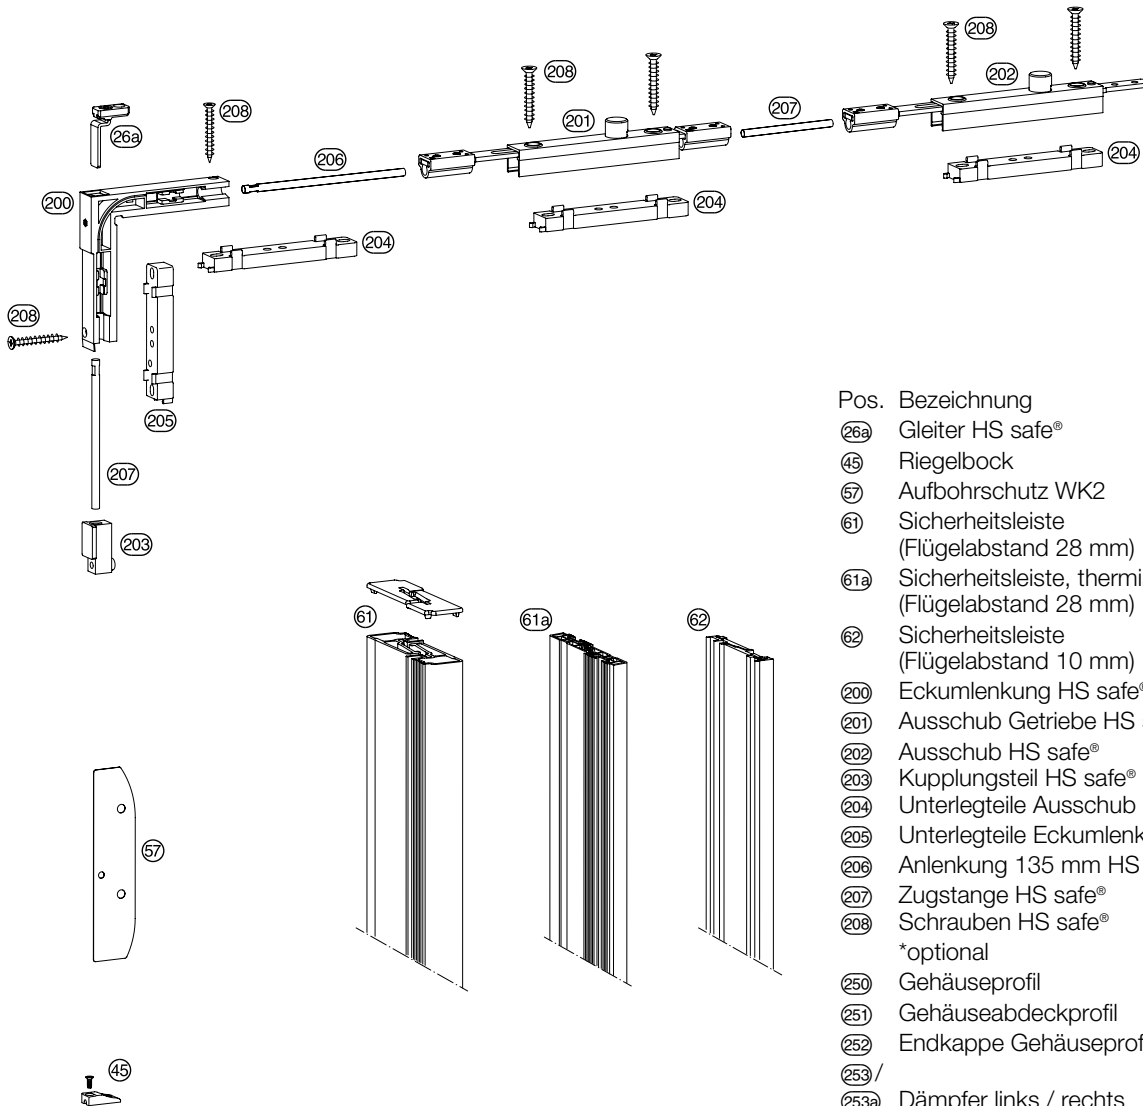 208
208
202
208
201
207
26a
206
204
200
204
204
208
205
207
203
61
61a
62
57
45
Pos. Bezeichnung
26a Gleiter HS safe®
45 Riegelbock
57 Aufbohrschutz WK2
61 Sicherheitsleiste
(Flügelabstand 28 mm)
61a Sicherheitsleiste,
(Flügelabstand 28 mm)
62 Sicherheitsleiste
(Flügelabstand 10 mm)
200 Eckumlenkung HS safe®
201 Ausschub Getriebe HS
202 Ausschub HS safe®
203 Kupplungsteil HS safe®
204 Unterlegteile Ausschub
205 Unterlegteile
206 Anlenkung 135 mm HS
207 Zugstange HS safe®
208 Schrauben HS safe®
*optional
250 Gehäuseprofil
251 Gehäuseabdeckprofil
252 Endkappe
253 /
253a Dämpfer links / rechts